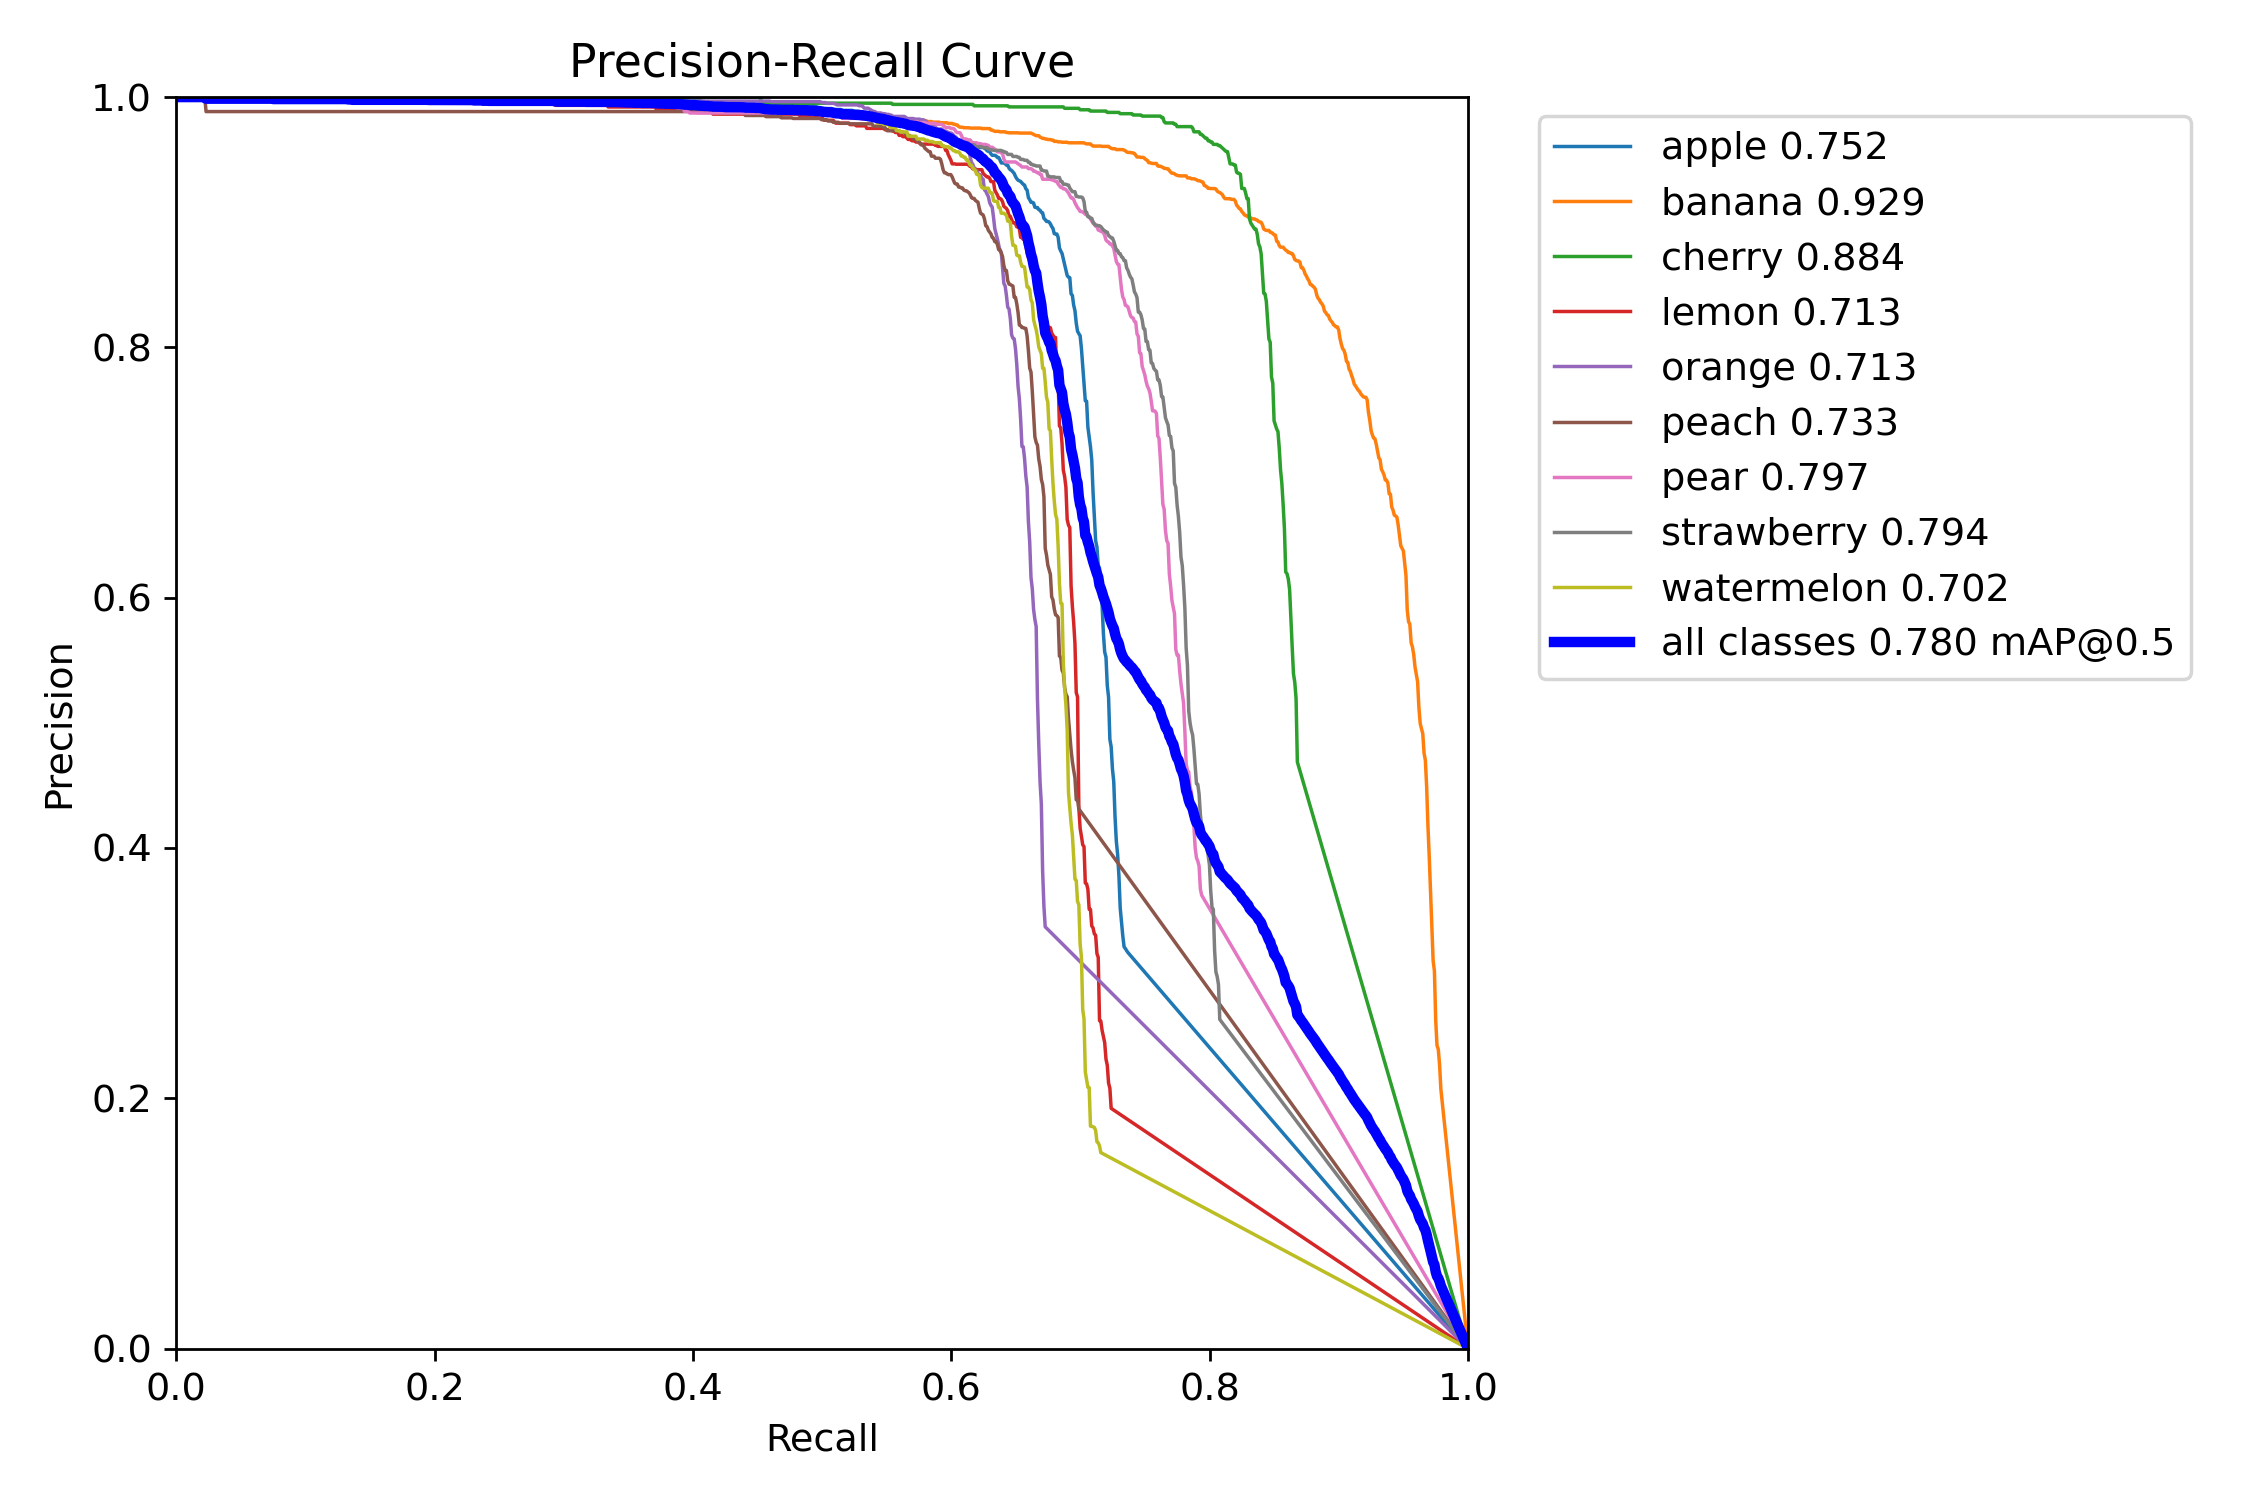 Precision-Recall Curve
1.0
0.8
0.6
0.4
0.2
0.0
Precision
0.0 0.2 0.4 0.6 0.8 1.0
Recall
apple 0.752
banana 0.929
cherry 0.884
lemon 0.713
orange 0.713
peach 0.733
pear 0.797
strawberry 0.794
watermelon 0.702
all classes 0.780 mAP@0.5